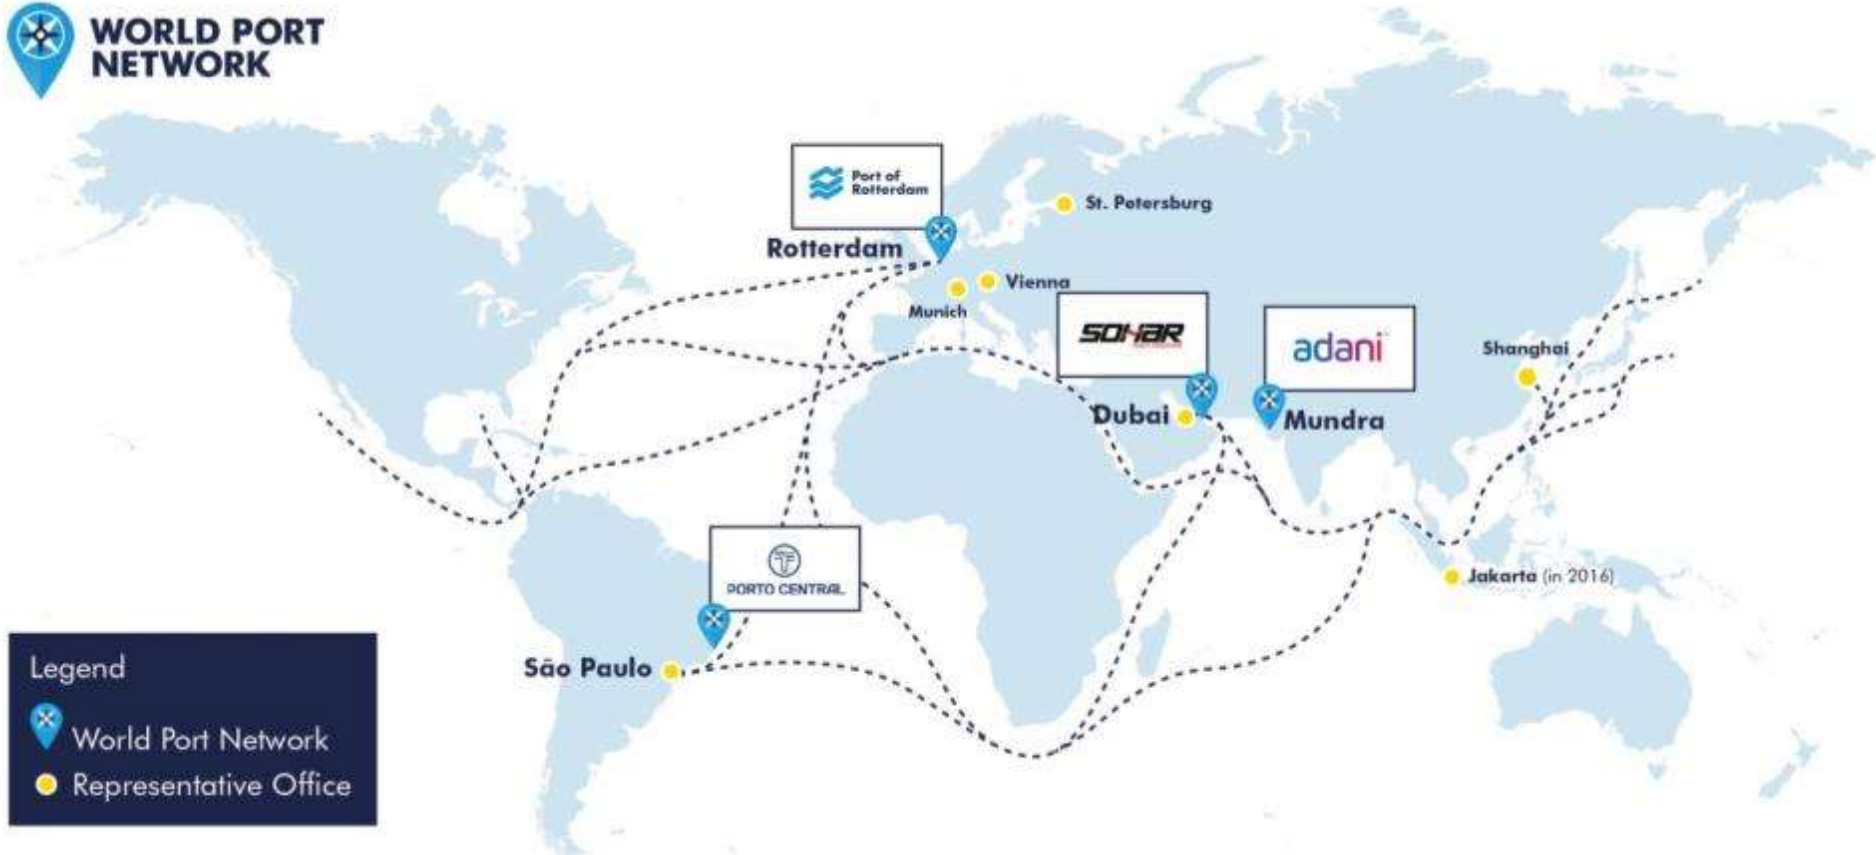 WORLD PORT
NETWORK
Port of
Rotterdam
St. Petersburg
Rotterdam
Vienna
Munich
SOHAR
adani
Shanghai
Dubai
Mundra
PORTO CENTRAL
Jakarta (in 2016)
São Paulo
Legend
World Port Network
Representative Office